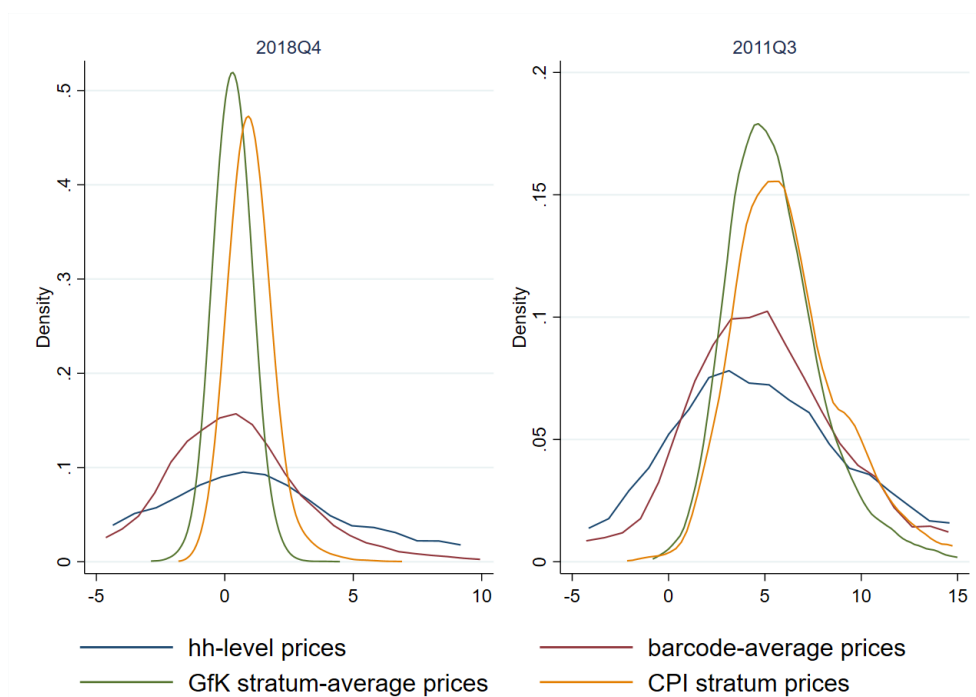 2018Q4
2011Q3
Density
.5
.4
.3
.2
.1
0
-5 0 5 10
Density
.2
.15
.1
.05
0
-5 0 5 10 15
hh-level prices
barcode-average prices
GfK stratum-average prices
CPI stratum prices